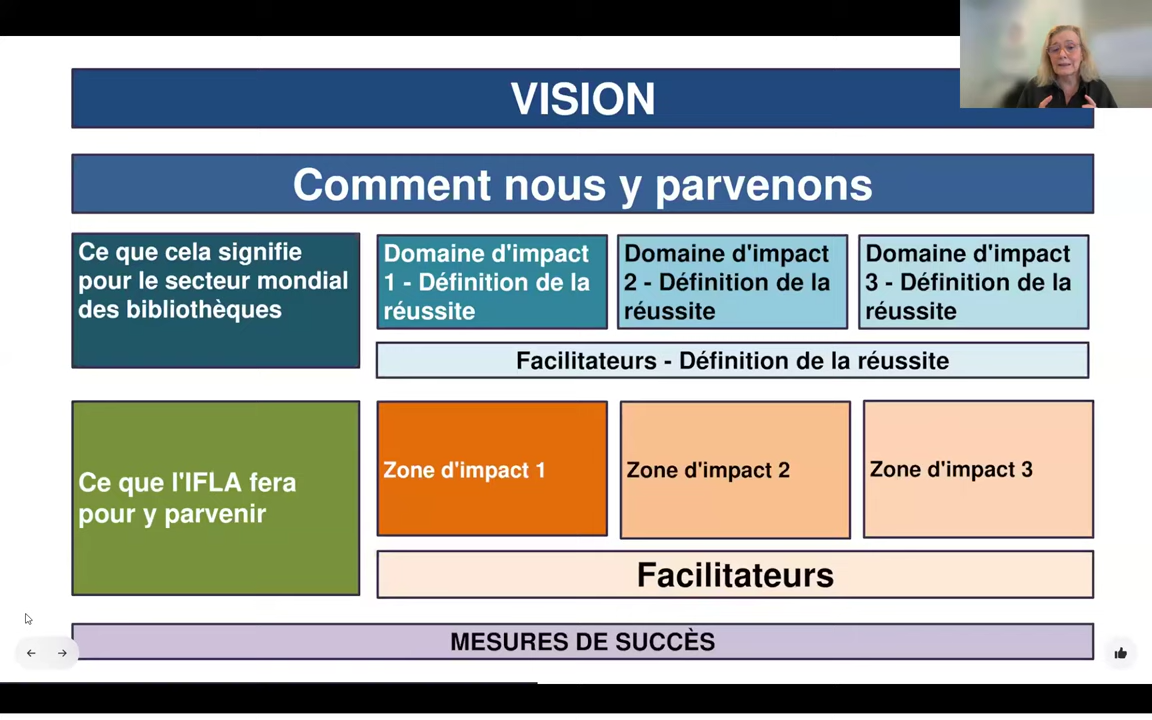 VISION
Comment nous y parvenons
Ce que cela signifie
pour le secteur mondial
des bibliothèques
Domaine d'impact
1 - Définition de la
réussite
Domaine d'impact
2 - Définition de la
réussite
Domaine d'impact
3 - Définition de la
réussite
Facilitateurs - Définition de la réussite
Ce que l'IFLA fera
pour y parvenir
Zone d'impact 1
Zone d'impact 2
Zone d'impact 3
Facilitateurs
MESURES DE SUCCÈS